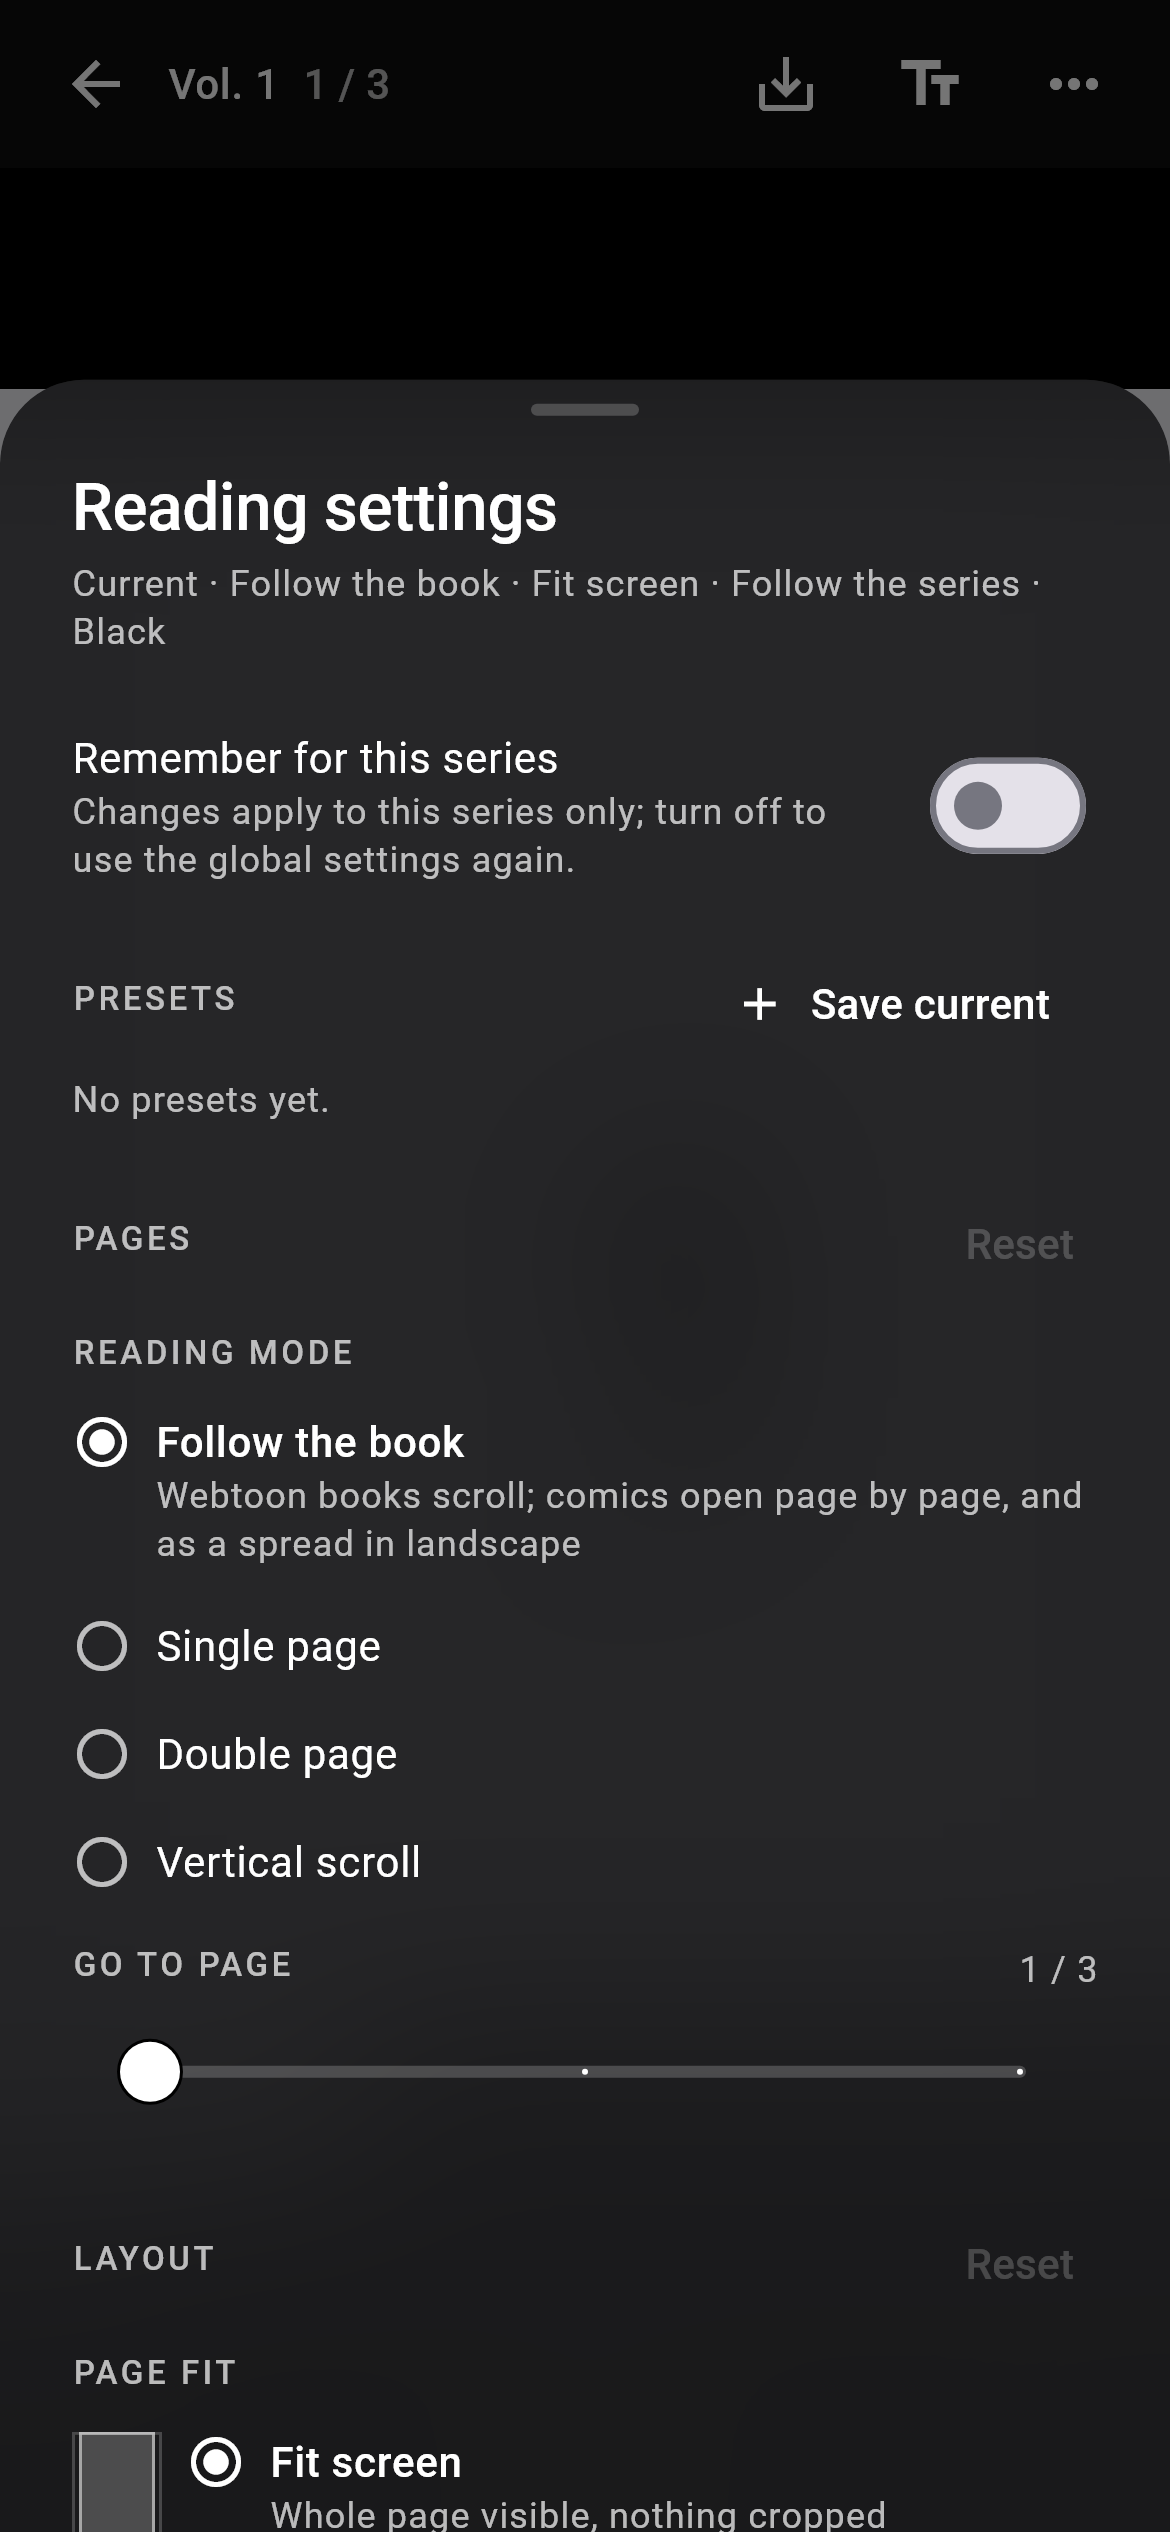 Vol. 1 1 / 3
Reading settings
Current · Follow the book · Fit screen · Follow the series ·
Black
Remember for this series
Changes apply to this series only; turn off to
use the global settings again.
PRESETS
+ Save current
No presets yet.
PAGES
Reset
READING MODE
Follow the book
Webtoon books scroll; comics open page by page, and
as a spread in landscape
Single page
Double page
Vertical scroll
GO TO PAGE
1 / 3
LAYOUT
Reset
PAGE FIT
Fit screen
Whole page visible, nothing cropped